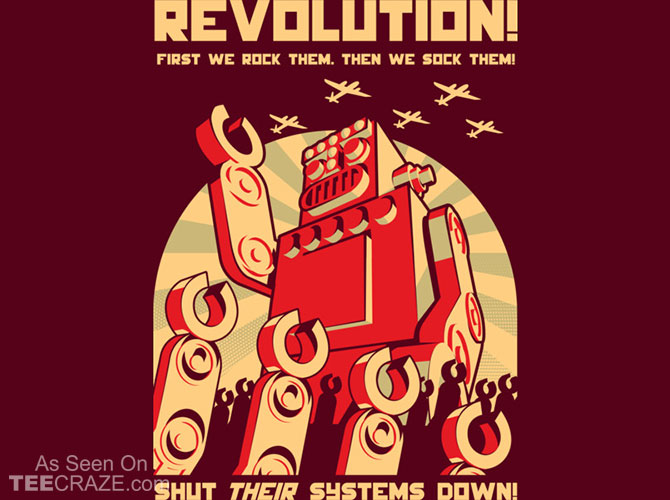 REVOLUTION!
FIRST WE ROCK THEM. THEN WE SOCK THEM!
SHUT THEIR SYSTEMS DOWN!
As Seen On
TEECRAZE.com